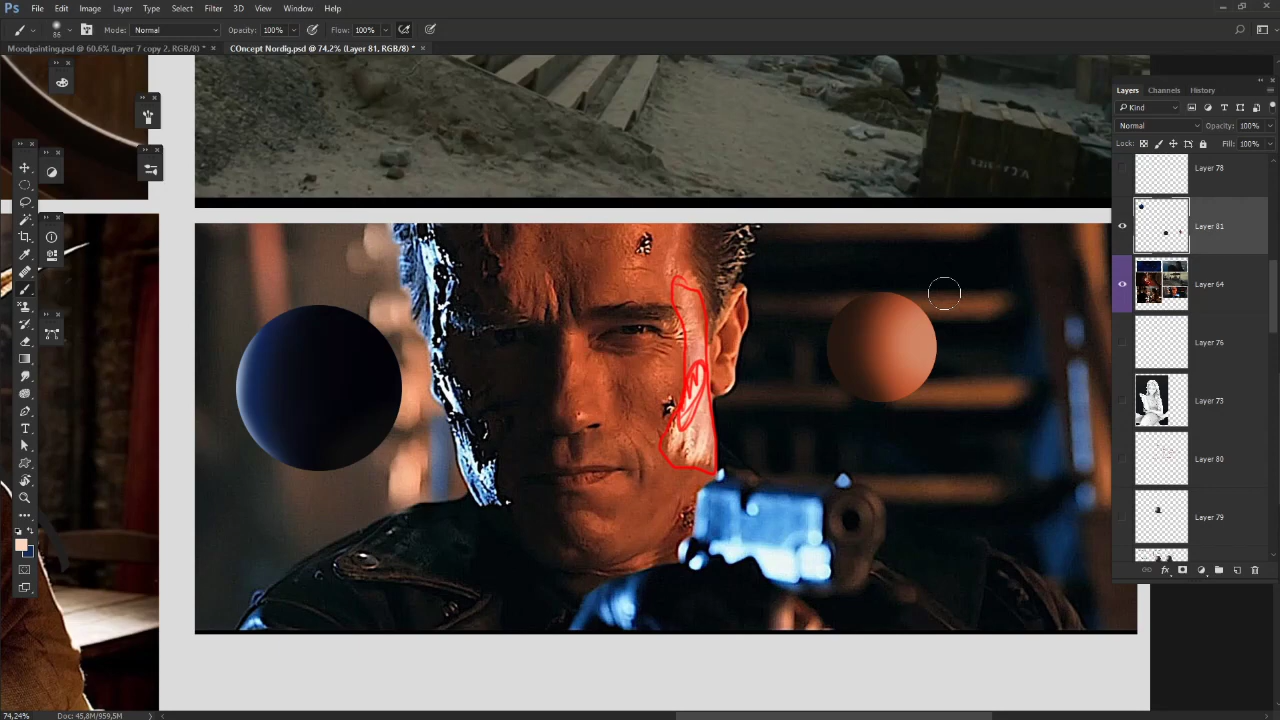 Ps File Edit Image Layer Type Select Filter 3D View Window Help
86 Mode: Normal Opacity: 100% Flow: 100%
Moodpainting.psd @ 60,6% (Layer 7 copy 2, RGB/8) * × COncept Nordig.psd @ 74,2% (Layer 81, RGB/8) * ×
Layers Channels History
Kind
Normal Opacity: 100%
Lock: Fill: 100%
Layer 78
Layer 81
Layer 64
Layer 76
Layer 73
Layer 80
Layer 79
fx
74,24% Doc: 45,8M/959,5M